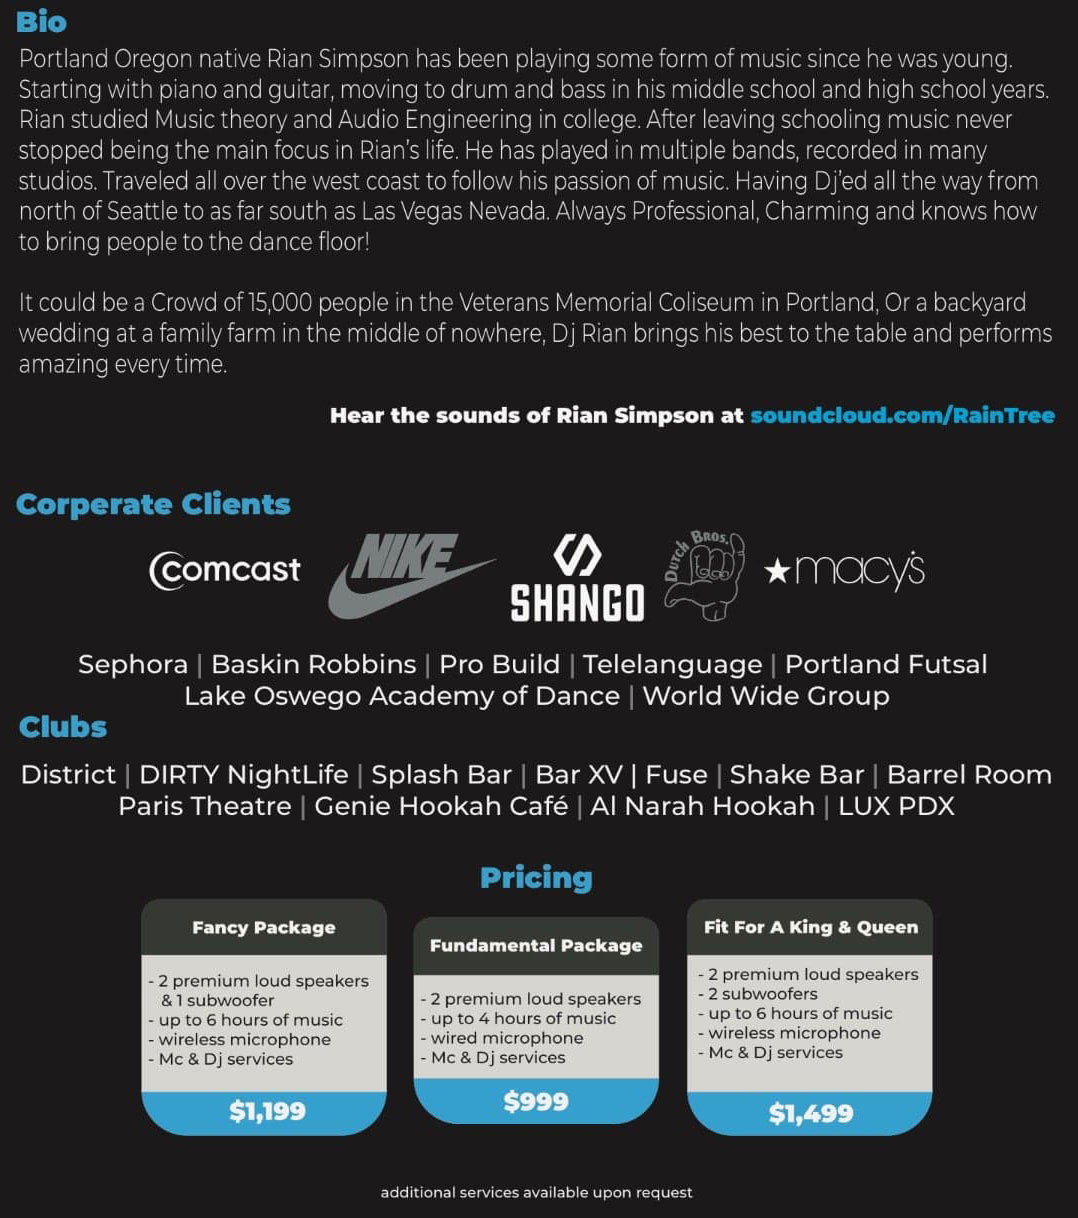 Bio
Portland Oregon native Rian Simpson has been playing some form of music since he was young.
Starting with piano and guitar, moving to drum and bass in his middle school and high school years.
Rian studied Music theory and Audio Engineering in college. After leaving schooling music never
stopped being the main focus in Rian's life. He has played in multiple bands, recorded in many
studios. Traveled all over the west coast to follow his passion of music. Having Dj'ed all the way from
north of Seattle to as far south as Las Vegas Nevada. Always Professional, Charming and knows how
to bring people to the dance floor!
It could be a Crowd of 15,000 people in the Veterans Memorial Coliseum in Portland, Or a backyard
wedding at a family farm in the middle of nowhere, Dj Rian brings his best to the table and performs
amazing every time.
Hear the sounds of Rian Simpson at soundcloud.com/RainTree
Corperate Clients
comcast
NIKE
SHANGO
DUTCH BROS.
macy's
Sephora | Baskin Robbins | Pro Build | Telelanguage | Portland Futsal
Lake Oswego Academy of Dance | World Wide Group
Clubs
District | DIRTY NightLife | Splash Bar | Bar XV | Fuse | Shake Bar | Barrel Room
Paris Theatre | Genie Hookah Café | Al Narah Hookah | LUX PDX
Pricing
Fancy Package
- 2 premium loud speakers
& 1 subwoofer
- up to 6 hours of music
- wireless microphone
- Mc & Dj services
$1,199
Fundamental Package
- 2 premium loud speakers
- up to 4 hours of music
- wired microphone
- Mc & Dj services
$999
Fit For A King & Queen
- 2 premium loud speakers
- 2 subwoofers
- up to 6 hours of music
- wireless microphone
- Mc & Dj services
$1,499
additional services available upon request